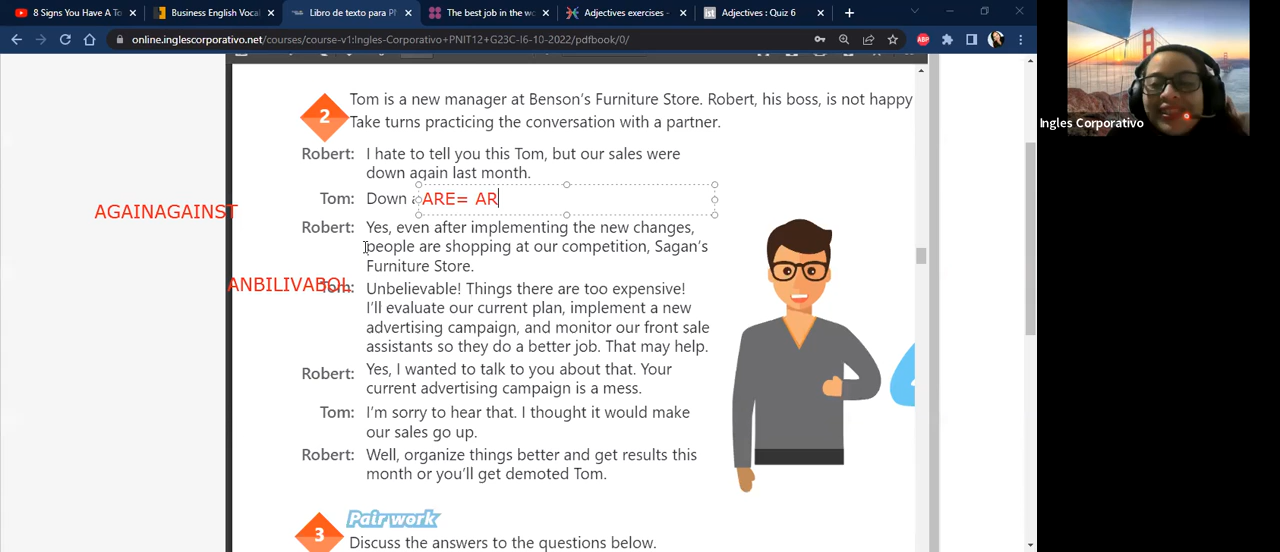 8 Signs You Have A To
Business English Vocab
Libro de texto para PN
The best job in the wo
Adjectives exercises -
Adjectives : Quiz 6
online.inglescorporativo.net/courses/course-v1:Ingles-Corporativo+PNIT12+G23C-I6-10-2022/pdfbook/0/
Ingles Corporativo
2
Tom is a new manager at Benson's Furniture Store. Robert, his boss, is not happy
Take turns practicing the conversation with a partner.
Robert: I hate to tell you this Tom, but our sales were
down again last month.
Tom: Down
ARE= AR
AGAINAGAINST
Robert: Yes, even after implementing the new changes,
people are shopping at our competition, Sagan's
Furniture Store.
ANBILIVABOL
Tom: Unbelievable! Things there are too expensive!
I'll evaluate our current plan, implement a new
advertising campaign, and monitor our front sale
assistants so they do a better job. That may help.
Robert: Yes, I wanted to talk to you about that. Your
current advertising campaign is a mess.
Tom: I'm sorry to hear that. I thought it would make
our sales go up.
Robert: Well, organize things better and get results this
month or you'll get demoted Tom.
3
Pair work
Discuss the answers to the questions below.